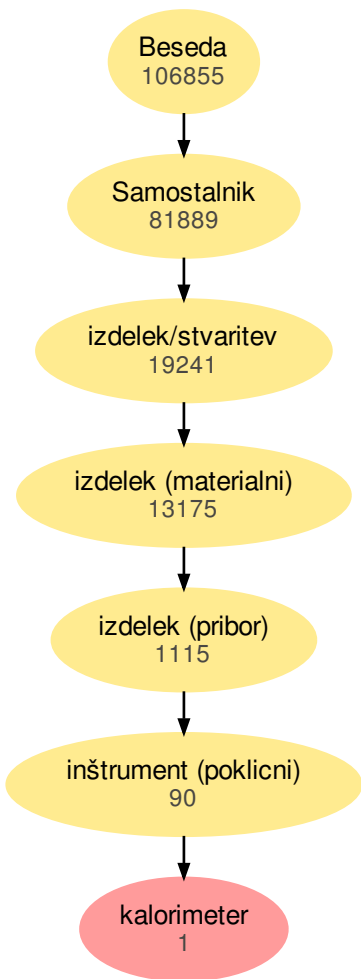 Beseda
106855
Samostalnik
81889
izdelek/stvaritev
19241
izdelek (materialni)
13175
izdelek (pribor)
1115
inštrument (poklicni)
90
kalorimeter
1